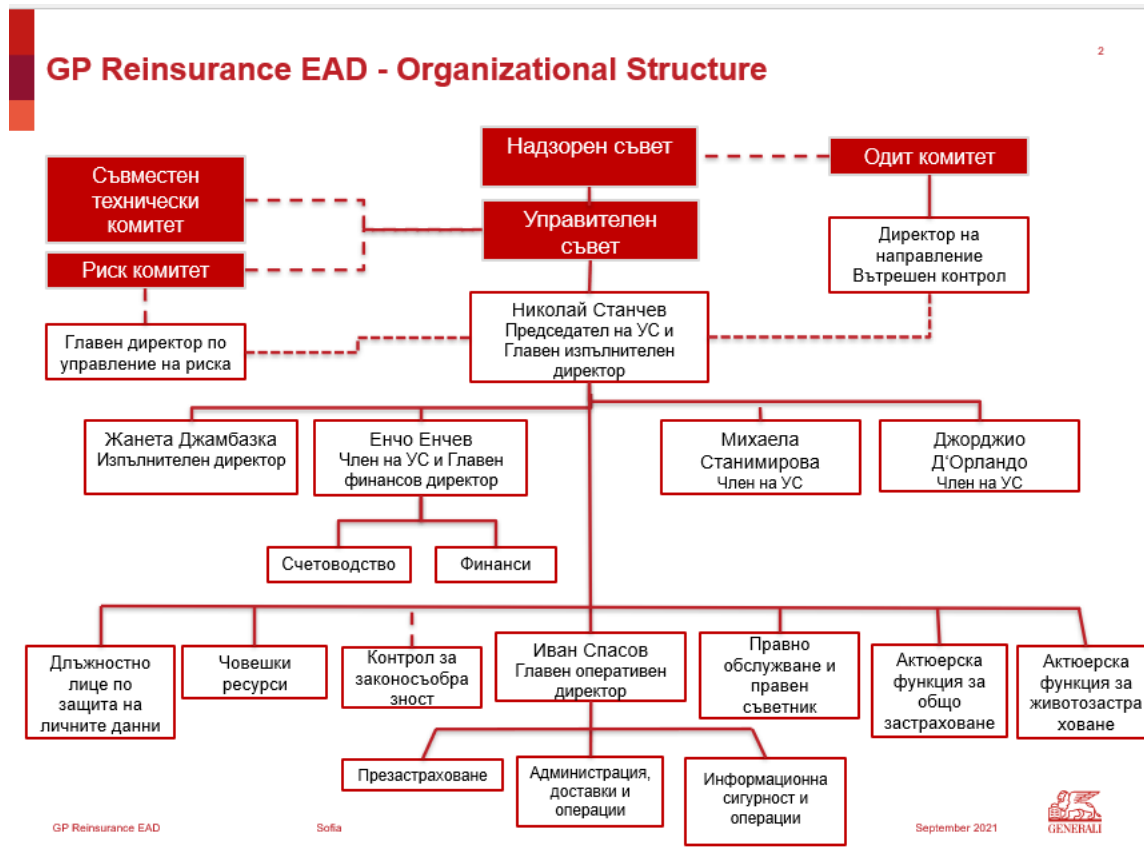 2
GP Reinsurance EAD - Organizational Structure
Надзорен съвет
Одит комитет
Съвместен
технически
комитет
Управителен
съвет
Риск комитет
Директор на
направление
Вътрешен контрол
Николай Станчев
Председател на УС и
Главен изпълнителен
директор
Главен директор по
управление на риска
Жанета Джамбазка
Изпълнителен директор
Енчо Енчев
Член на УС и Главен
финансов директор
Михаела
Станимирова
Член на УС
Джорджио
Д‘Орландо
Член на УС
Счетоводство
Финанси
Длъжностно
лице по
защита на
личните данни
Човешки
ресурси
Контрол за
законосъобра
зност
Иван Спасов
Главен оперативен
директор
Правно
обслужване и
правен
съветник
Актюерска
функция за
общо
застраховане
Актюерска
функция за
животозастра
ховане
Презастраховане
Администрация,
доставки и
операции
Информационна
сигурност и
операции
GP Reinsurance EAD
Sofia
September 2021
GENERALI